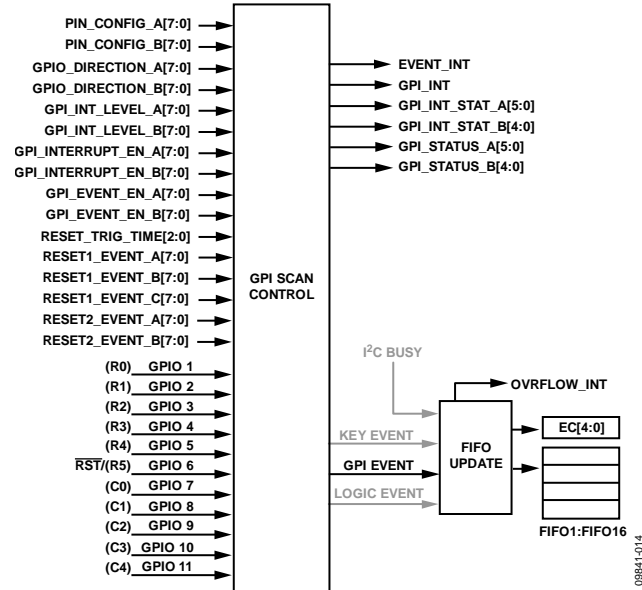 PIN_CONFIG_A[7:0]
PIN_CONFIG_B[7:0]
GPIO_DIRECTION_A[7:0]
GPIO_DIRECTION_B[7:0]
GPI_INT_LEVEL_A[7:0]
GPI_INT_LEVEL_B[7:0]
GPI_INTERRUPT_EN_A[7:0]
GPI_INTERRUPT_EN_B[7:0]
GPI_EVENT_EN_A[7:0]
GPI_EVENT_EN_B[7:0]
RESET_TRIG_TIME[2:0]
RESET1_EVENT_A[7:0]
RESET1_EVENT_B[7:0]
RESET1_EVENT_C[7:0]
RESET2_EVENT_A[7:0]
RESET2_EVENT_B[7:0]
(R0) GPIO 1
(R1) GPIO 2
(R2) GPIO 3
(R3) GPIO 4
(R4) GPIO 5
RST/(R5) GPIO 6
(C0) GPIO 7
(C1) GPIO 8
(C2) GPIO 9
(C3) GPIO 10
(C4) GPIO 11
GPI SCAN
CONTROL
EVENT_INT
GPI_INT
GPI_INT_STAT_A[5:0]
GPI_INT_STAT_B[4:0]
GPI_STATUS_A[5:0]
GPI_STATUS_B[4:0]
I²C BUSY
KEY EVENT
GPI EVENT
LOGIC EVENT
FIFO
UPDATE
OVRFLOW_INT
EC[4:0]
FIFO1:FIFO16
09841-014